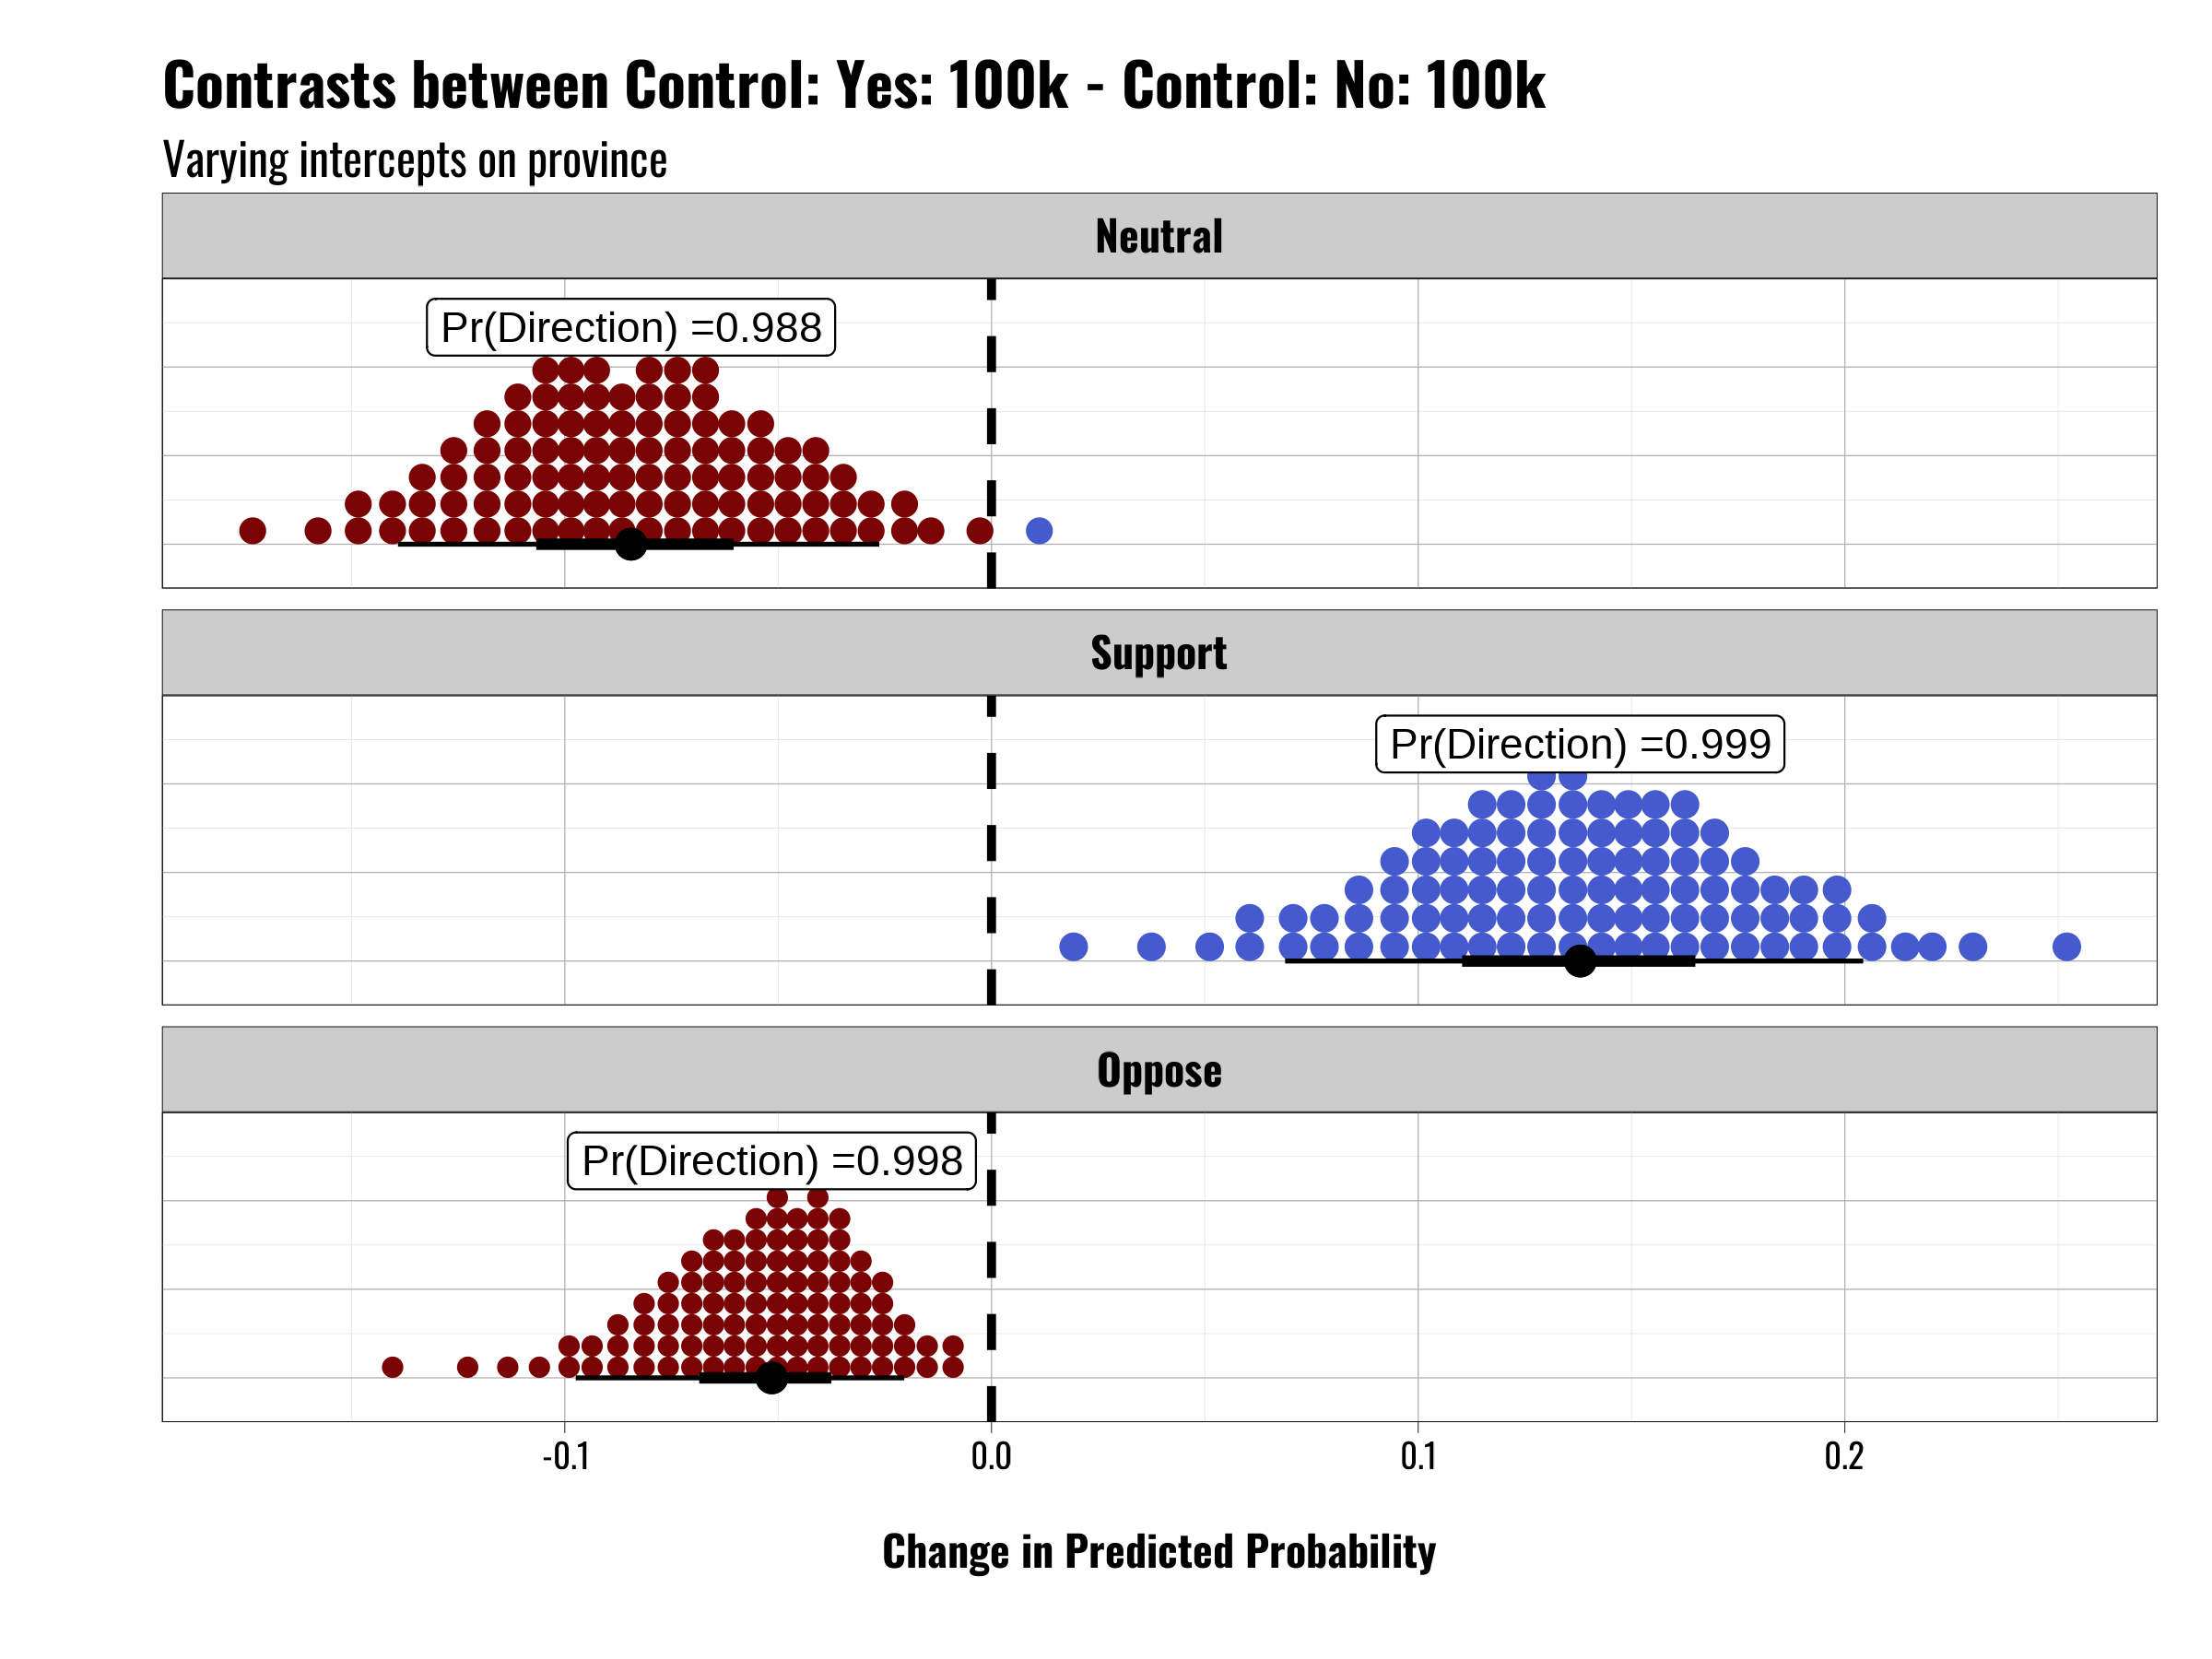 Contrasts between Control: Yes: 100k - Control: No: 100k
Varying intercepts on province
Neutral
Pr(Direction) =0.988
Support
Pr(Direction) =0.999
Oppose
Pr(Direction) =0.998
-0.1 0.0 0.1 0.2
Change in Predicted Probability